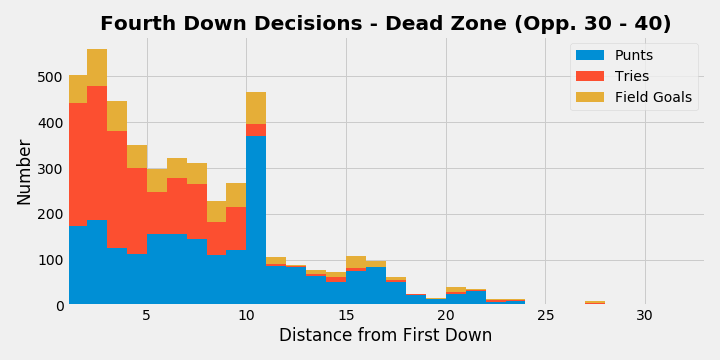 Fourth Down Decisions - Dead Zone (Opp. 30 - 40)
Punts
Tries
Field Goals
Number
500
400
300
200
100
0
5
10
15
20
25
30
Distance from First Down